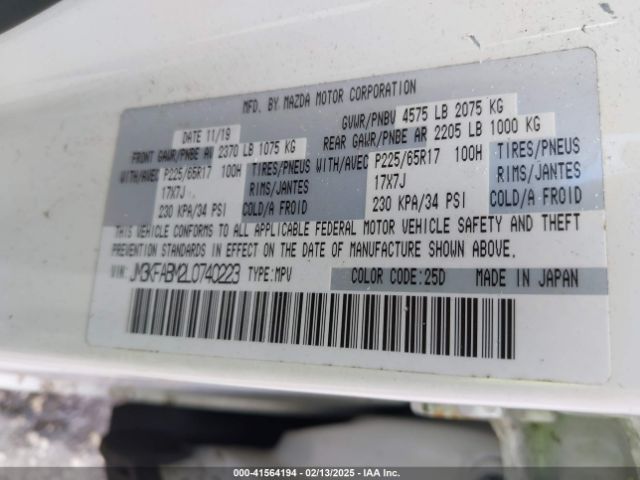 MFD. BY MAZDA MOTOR CORPORATION
DATE 11/19 GVWR/PNBV 4575 LB 2075 KG
FRONT GAWR/PNBE AV 2370 LB 1075 KG REAR GAWR/PNBE AR 2205 LB 1000 KG
WITH/AVEC P225/65R17 100H TIRES/PNEUS WITH/AVEC P225/65R17 100H TIRES/PNEUS
17X7J RIMS/JANTES 17X7J RIMS/JANTES
230 KPA/34 PSI COLD/A FROID 230 KPA/34 PSI COLD/A FROID
THIS VEHICLE CONFORMS TO ALL APPLICABLE FEDERAL MOTOR VEHICLE SAFETY AND THEFT
PREVENTION STANDARDS IN EFFECT ON THE DATE OF MANUFACTURE SHOWN ABOVE.
VIN: JM3KFABM2L0740223 TYPE:MPV COLOR CODE:25D MADE IN JAPAN
000-41564194 - 02/13/2025 - IAAI.COM